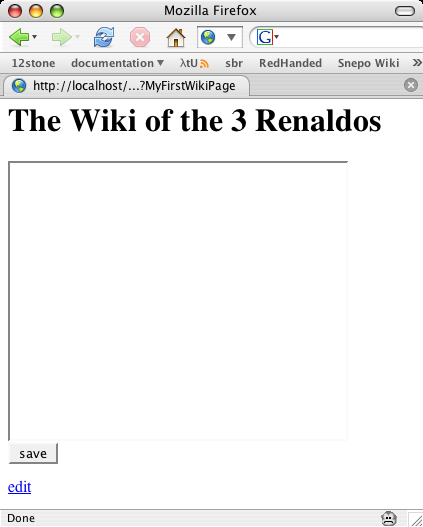 Mozilla Firefox
G
12stone documentation λtU sbr RedHanded Snepo Wiki »
http://localhost/...?MyFirstWikiPage
The Wiki of the 3 Renaldos
save
edit
Done